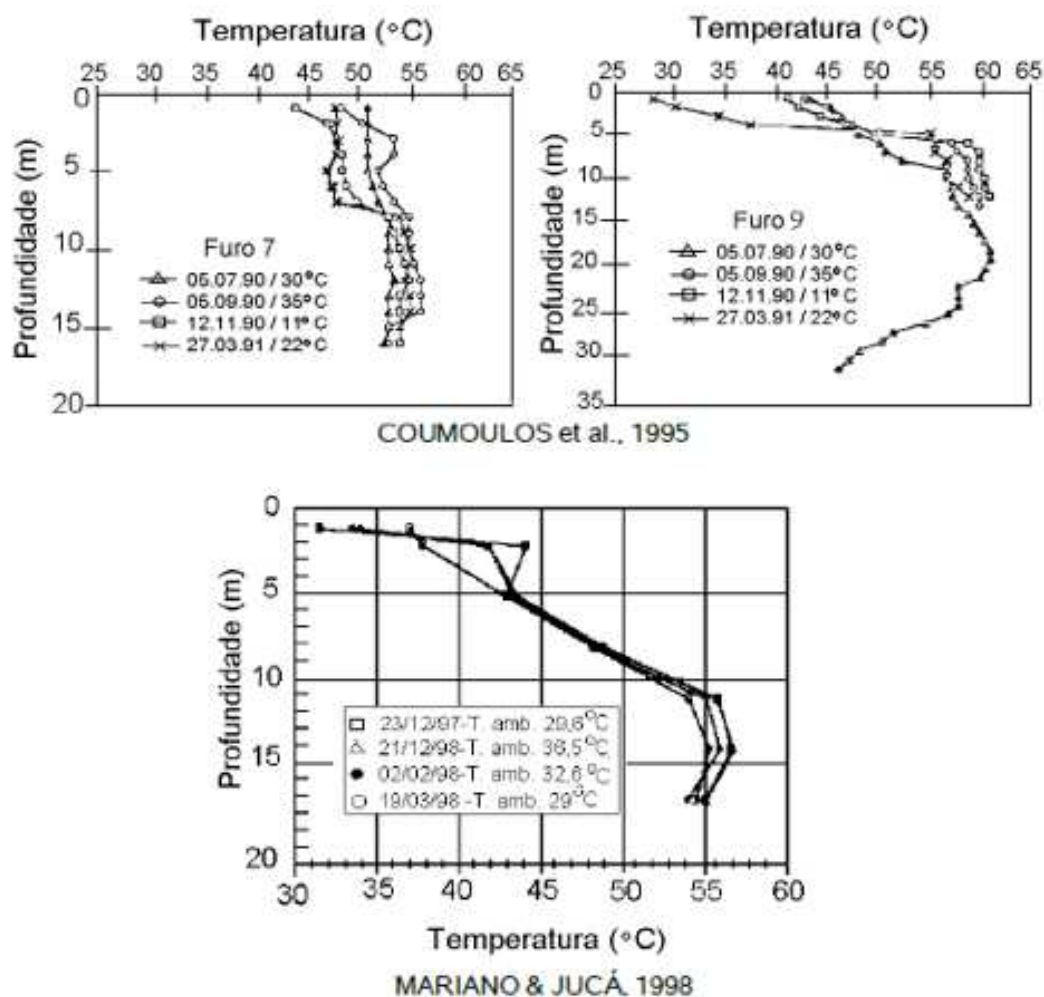 Temperatura (°C)
25 30 35 40 45 50 55 60 65
0
5
10
15
20
Profundidade (m)
Furo 7
05.07.90 / 30°C
05.09.90 / 35°C
12.11.90 / 11°C
27.03.91 / 22°C
Temperatura (°C)
25 30 35 40 45 50 55 60 65
0
5
10
15
20
25
30
35
Profundidade (m)
Furo 9
05.07.90 / 30°C
05.09.90 / 35°C
12.11.90 / 11°C
27.03.91 / 22°C
COUMOULOS et al., 1995
0
5
10
15
20
Profundidade (m)
23/12/97-T. amb. 29,6°C
21/12/98-T. amb. 36,5°C
02/02/98-T. amb. 32,6°C
19/03/98 -T. amb. 29°C
30 35 40 45 50 55 60
Temperatura (°C)
MARIANO & JUCÁ, 1998